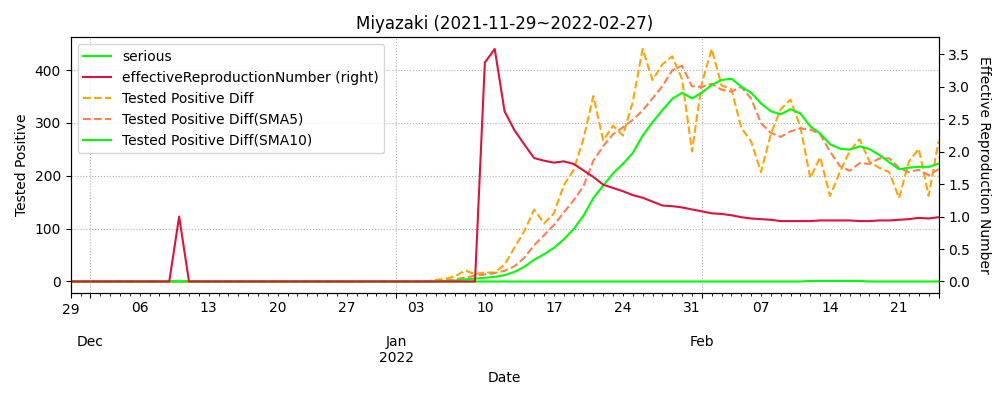 Miyazaki (2021-11-29~2022-02-27)
serious
effectiveReproductionNumber (right)
Tested Positive Diff
Tested Positive Diff(SMA5)
Tested Positive Diff(SMA10)
Tested Positive
400
300
200
100
0
3.5
3.0
2.5
2.0
1.5
1.0
0.5
0.0
Effective Reproduction Number
29 06 13 20 27 03 10 17 24 31 07 14 21
Dec Jan Feb
2022
Date